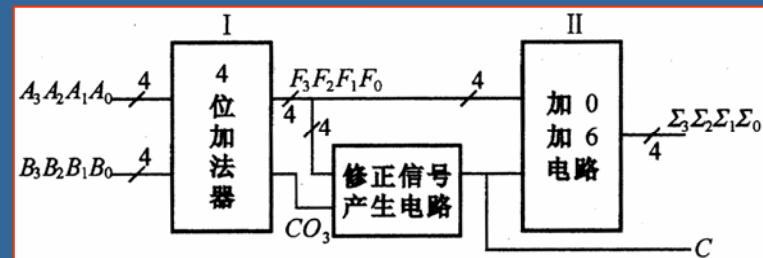 I
II
4位加法器
A₃A₂A₁A₀
4
B₃B₂B₁B₀
4
F₃F₂F₁F₀
4
4
4
CO₃
修正信号
产生电路
加 0
加 6
电路
Σ₃Σ₂Σ₁Σ₀
4
C